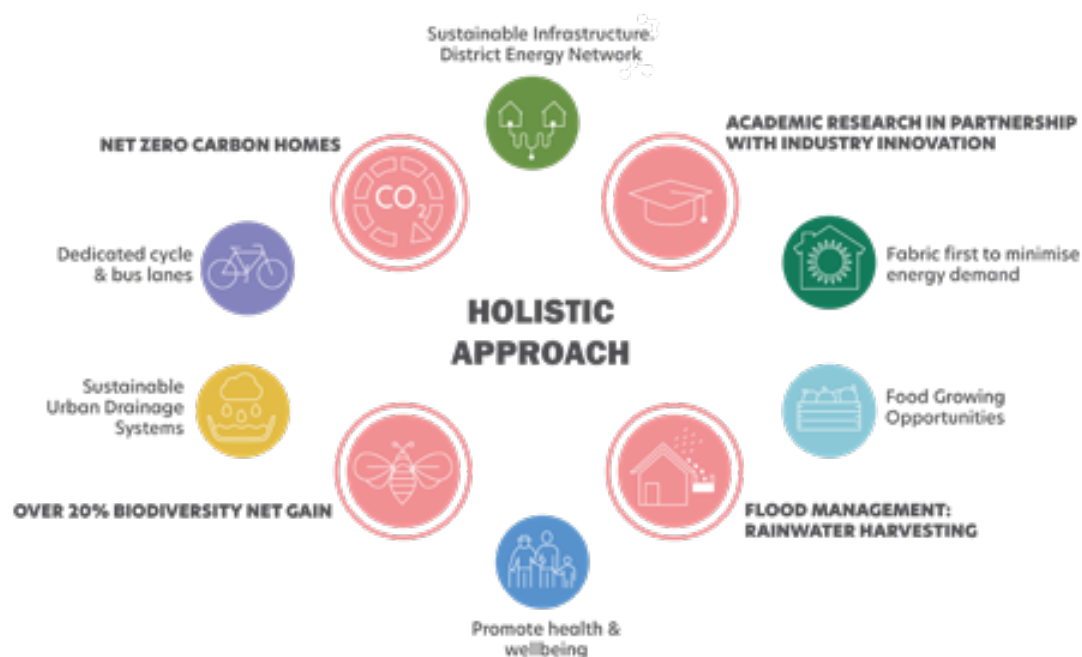 Sustainable Infrastructure:
District Energy Network
NET ZERO CARBON HOMES
CO2
ACADEMIC RESEARCH IN PARTNERSHIP
WITH INDUSTRY INNOVATION
Dedicated cycle
& bus lanes
Fabric first to minimise
energy demand
HOLISTIC
APPROACH
Sustainable
Urban Drainage
Systems
Food Growing
Opportunities
OVER 20% BIODIVERSITY NET GAIN
FLOOD MANAGEMENT:
RAINWATER HARVESTING
Promote health &
wellbeing